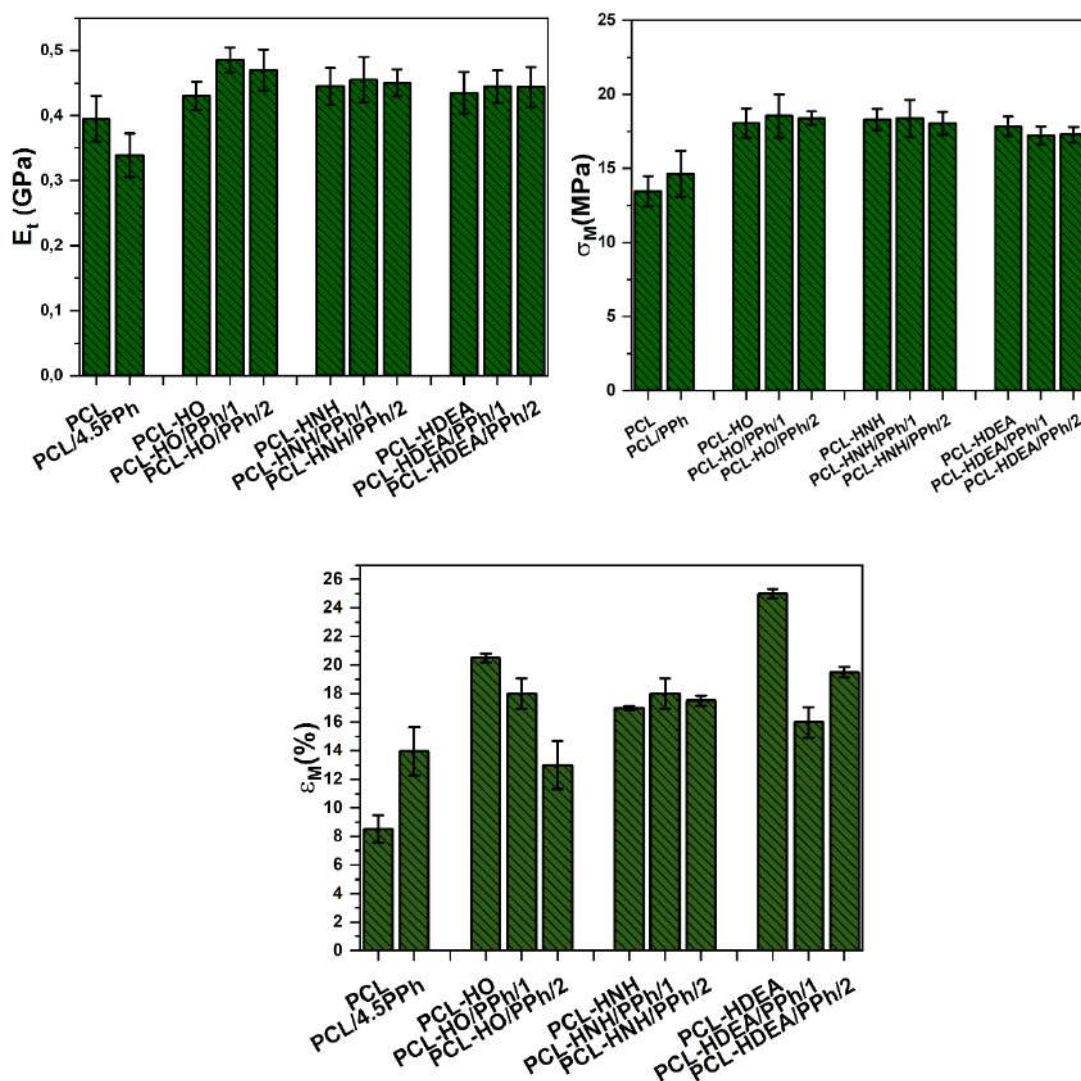 0,5
0,4
0,3
0,2
0,1
0,0
E_t (GPa)
PCL
PCL/4.5PPh
PCL-HO
PCL-HO/PPh/1
PCL-HO/PPh/2
PCL-HNH
PCL-HNH/PPh/1
PCL-HNH/PPh/2
PCL-HDEA
PCL-HDEA/PPh/1
PCL-HDEA/PPh/2
25
20
15
10
5
0
σ_M(MPa)
PCL
PCL/PPh
PCL-HO
PCL-HO/PPh/1
PCL-HO/PPh/2
PCL-HNH
PCL-HNH/PPh/1
PCL-HNH/PPh/2
PCL-HDEA
PCL-HDEA/PPh/1
PCL-HDEA/PPh/2
26
24
22
20
18
16
14
12
10
8
6
4
2
0
ε_M(%)
PCL
PCL/4.5PPh
PCL-HO
PCL-HO/PPh/1
PCL-HO/PPh/2
PCL-HNH
PCL-HNH/PPh/1
PCL-HNH/PPh/2
PCL-HDEA
PCL-HDEA/PPh/1
PCL-HDEA/PPh/2